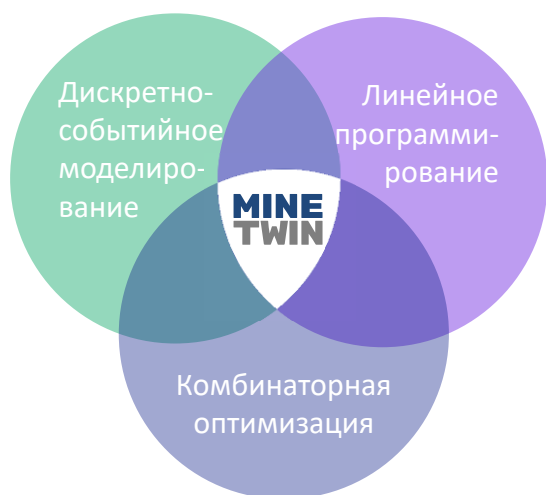 Дискретно-
событийное
моделиро-
вание
Линейное
программи-
рование
MINE
TWIN
Комбинаторная
оптимизация